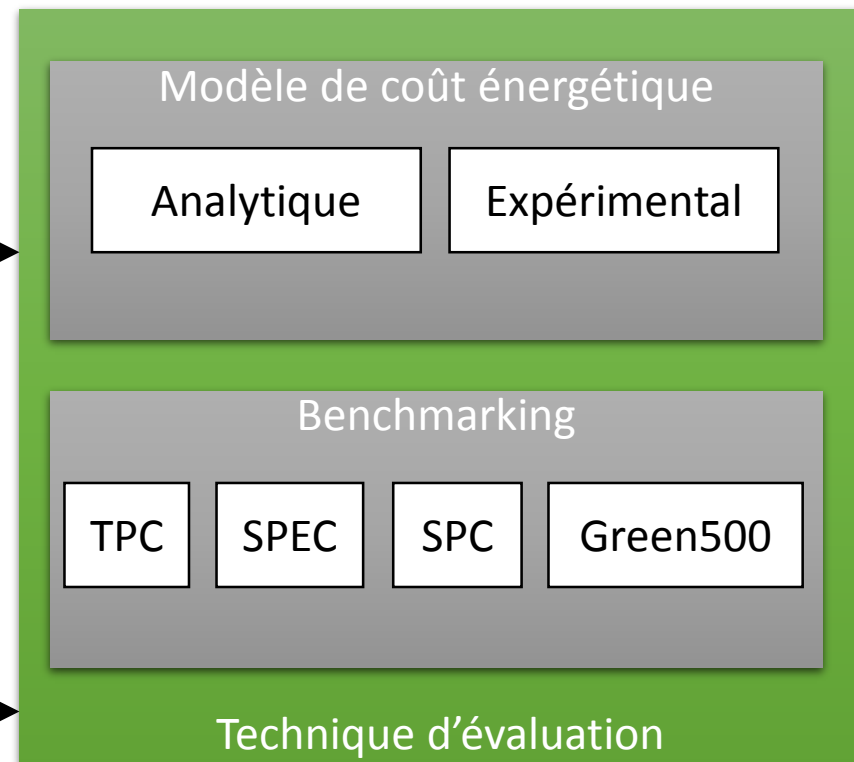 Modèle de coût énergétique
Analytique Expérimental
Benchmarking
TPC SPEC SPC Green500
Technique d’évaluation